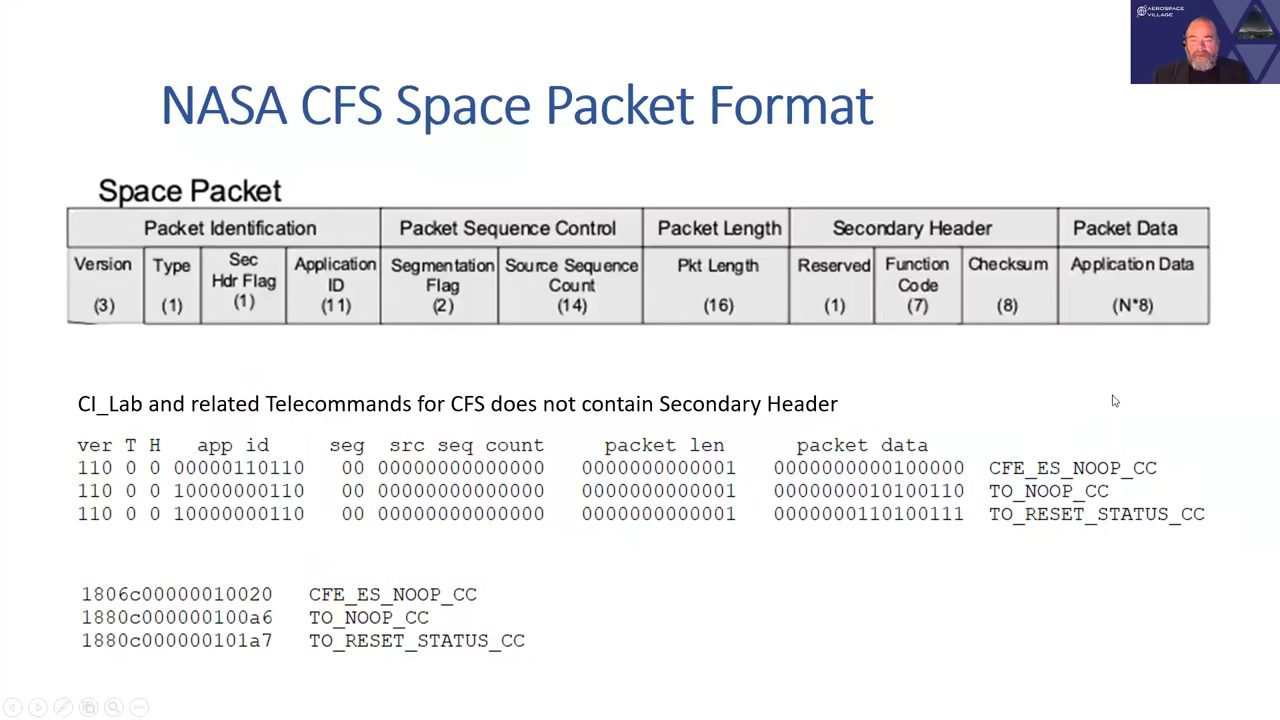 AEROSPACE
VILLAGE
NASA CFS Space Packet Format
Space Packet
Packet Identification Packet Sequence Control Packet Length Secondary Header Packet Data
Version Type Sec Hdr Flag Application ID Segmentation Flag Source Sequence Count Pkt Length Reserved Function Code Checksum Application Data
(3) (1) (1) (11) (2) (14) (16) (1) (7) (8) (N*8)
CI_Lab and related Telecommands for CFS does not contain Secondary Header
ver T H app id seg src seq count packet len packet data
110 0 0 00000110110 00 00000000000000 0000000000001 0000000000100000 CFE_ES_NOOP_CC
110 0 0 10000000110 00 00000000000000 0000000000001 0000000010100110 TO_NOOP_CC
110 0 0 10000000110 00 00000000000000 0000000000001 0000000110100111 TO_RESET_STATUS_CC
1806c00000010020 CFE_ES_NOOP_CC
1880c000000100a6 TO_NOOP_CC
1880c000000101a7 TO_RESET_STATUS_CC